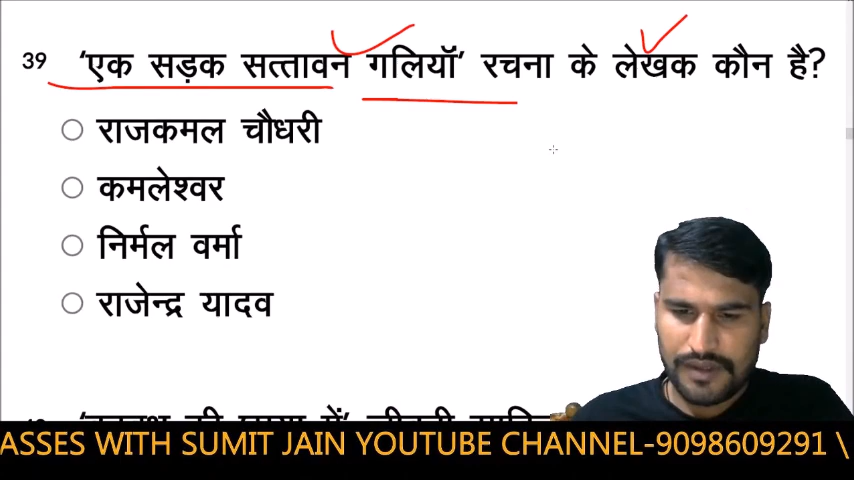 39 'एक सड़क सत्तावन गलियाॅं' रचना के लेखक कौन है?
राजकमल चौधरी
कमलेश्वर
निर्मल वर्मा
राजेन्द्र यादव
ASSES WITH SUMIT JAIN YOUTUBE CHANNEL-9098609291 \